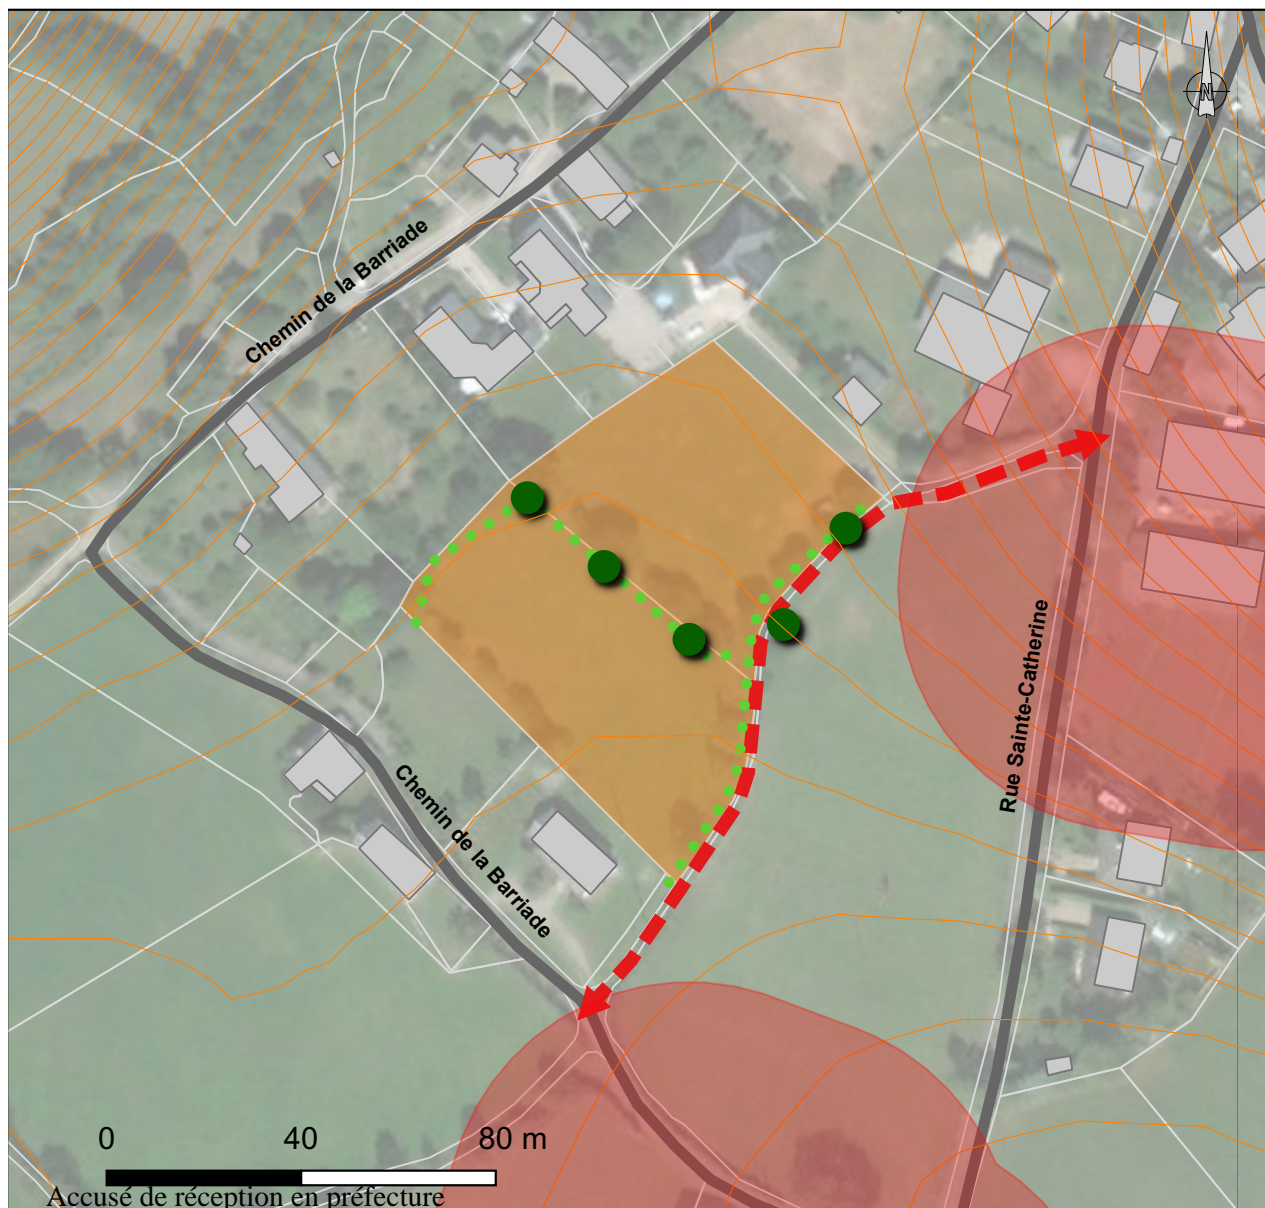 N
Chemin de la Barriade
Rue Sainte-Catherine
Chemin de la Barriade
0 40 80 m
Accusé de réception en préfecture